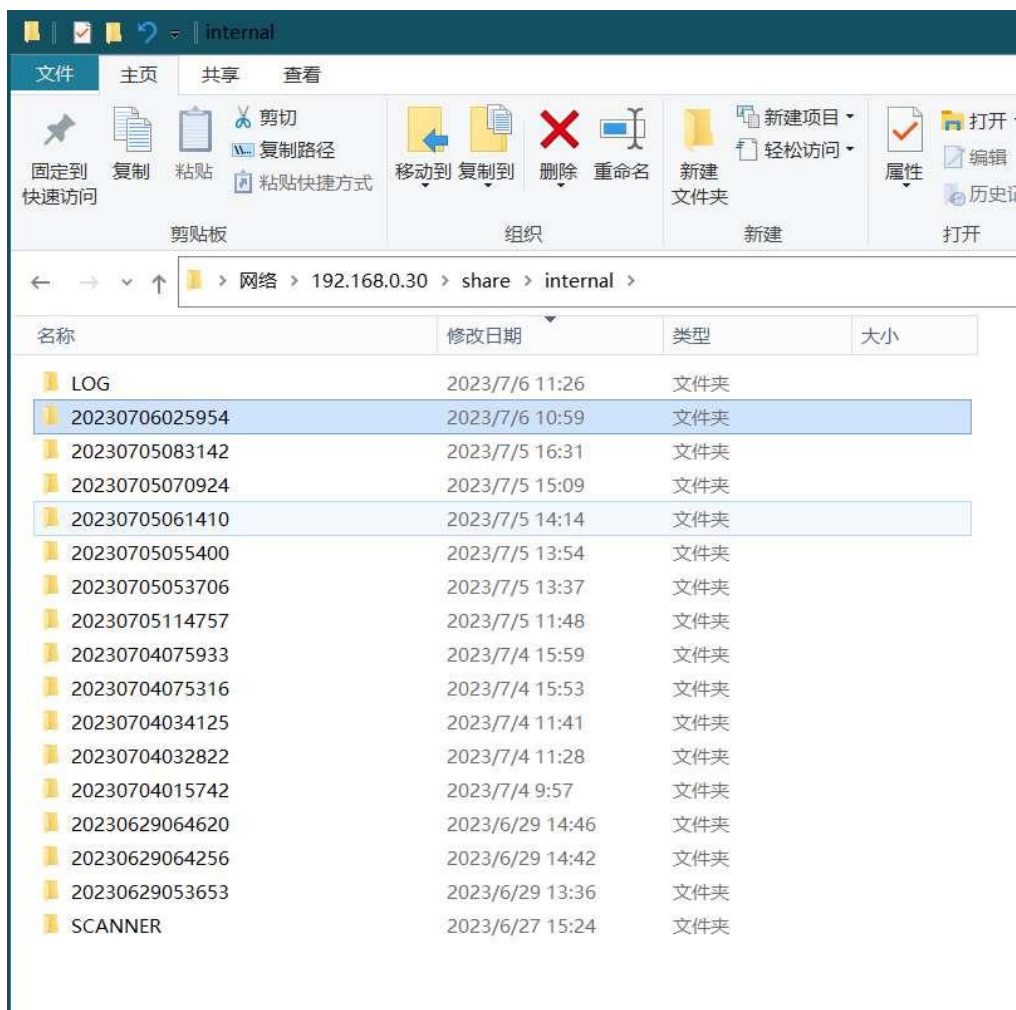 internal
文件 主页 共享 查看
剪切 新建项目 打开
复制路径 轻松访问 编辑
固定到 快速访问 复制 粘贴 粘贴快捷方式 移动到 复制到 删除 重命名 新建 文件夹 属性
剪贴板 组织 新建 打开
网络 > 192.168.0.30 > share > internal >
名称 修改日期 类型 大小
LOG 2023/7/6 11:26 文件夹
20230706025954 2023/7/6 10:59 文件夹
20230705083142 2023/7/5 16:31 文件夹
20230705070924 2023/7/5 15:09 文件夹
20230705061410 2023/7/5 14:14 文件夹
20230705055400 2023/7/5 13:54 文件夹
20230705053706 2023/7/5 13:37 文件夹
20230705114757 2023/7/5 11:48 文件夹
20230704075933 2023/7/4 15:59 文件夹
20230704075316 2023/7/4 15:53 文件夹
20230704034125 2023/7/4 11:41 文件夹
20230704032822 2023/7/4 11:28 文件夹
20230704015742 2023/7/4 9:57 文件夹
20230629064620 2023/6/29 14:46 文件夹
20230629064256 2023/6/29 14:42 文件夹
20230629053653 2023/6/29 13:36 文件夹
SCANNER 2023/6/27 15:24 文件夹